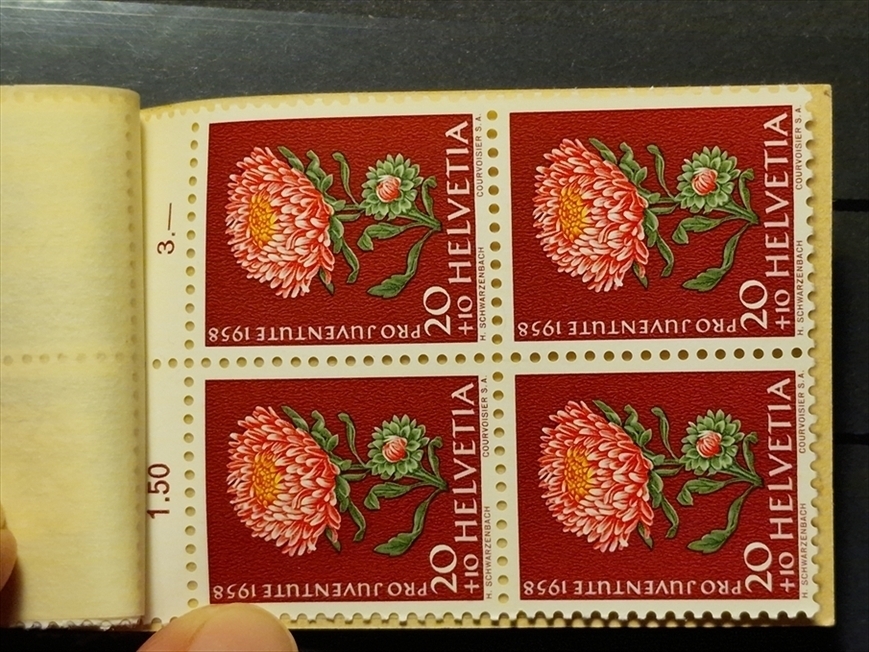 3.—
1.50
PRO JUVENTUTE 1958
20
+10 HELVETIA
H. SCHWARZENBACH COURVOISIER S.A.
PRO JUVENTUTE 1958
20
+10 HELVETIA
H. SCHWARZENBACH COURVOISIER S.A.
PRO JUVENTUTE 1958
20
+10 HELVETIA
H. SCHWARZENBACH COURVOISIER S.A.
PRO JUVENTUTE 1958
20
+10 HELVETIA
H. SCHWARZENBACH COURVOISIER S.A.